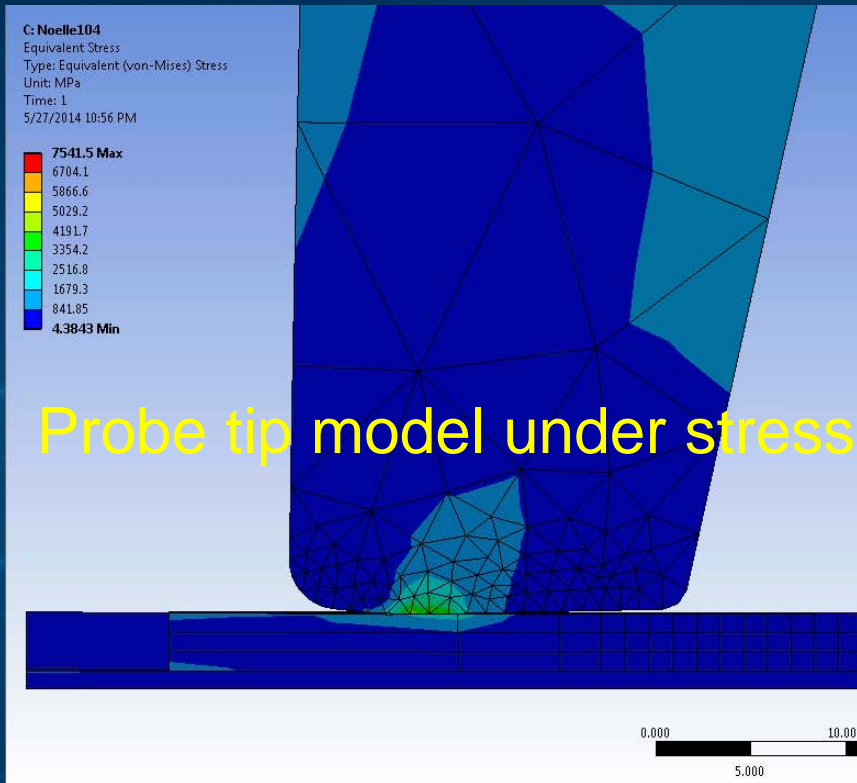 C: Noelle104
Equivalent Stress
Type: Equivalent (von-Mises) Stress
Unit: MPa
Time: 1
5/27/2014 10:56 PM
7541.5 Max
6704.1
5866.6
5029.2
4191.7
3354.2
2516.8
1679.3
841.85
4.3843 Min
Probe tip model under stress
0.000 10.00
5.000